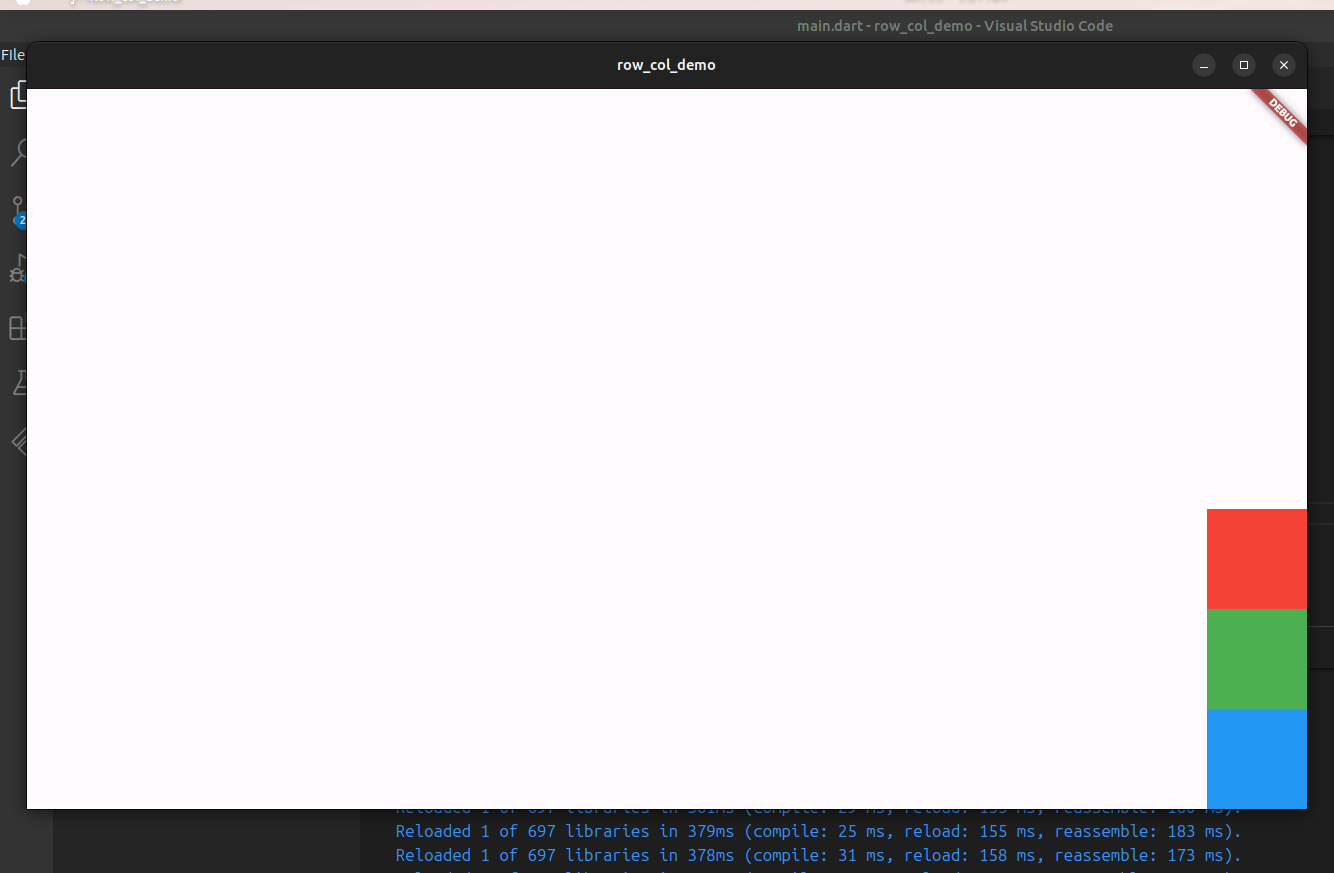 main.dart - row_col_demo - Visual Studio Code
File
row_col_demo
DEBUG
2
Reloaded 1 of 697 libraries in 379ms (compile: 25 ms, reload: 155 ms, reassemble: 183 ms).
Reloaded 1 of 697 libraries in 378ms (compile: 31 ms, reload: 158 ms, reassemble: 173 ms).